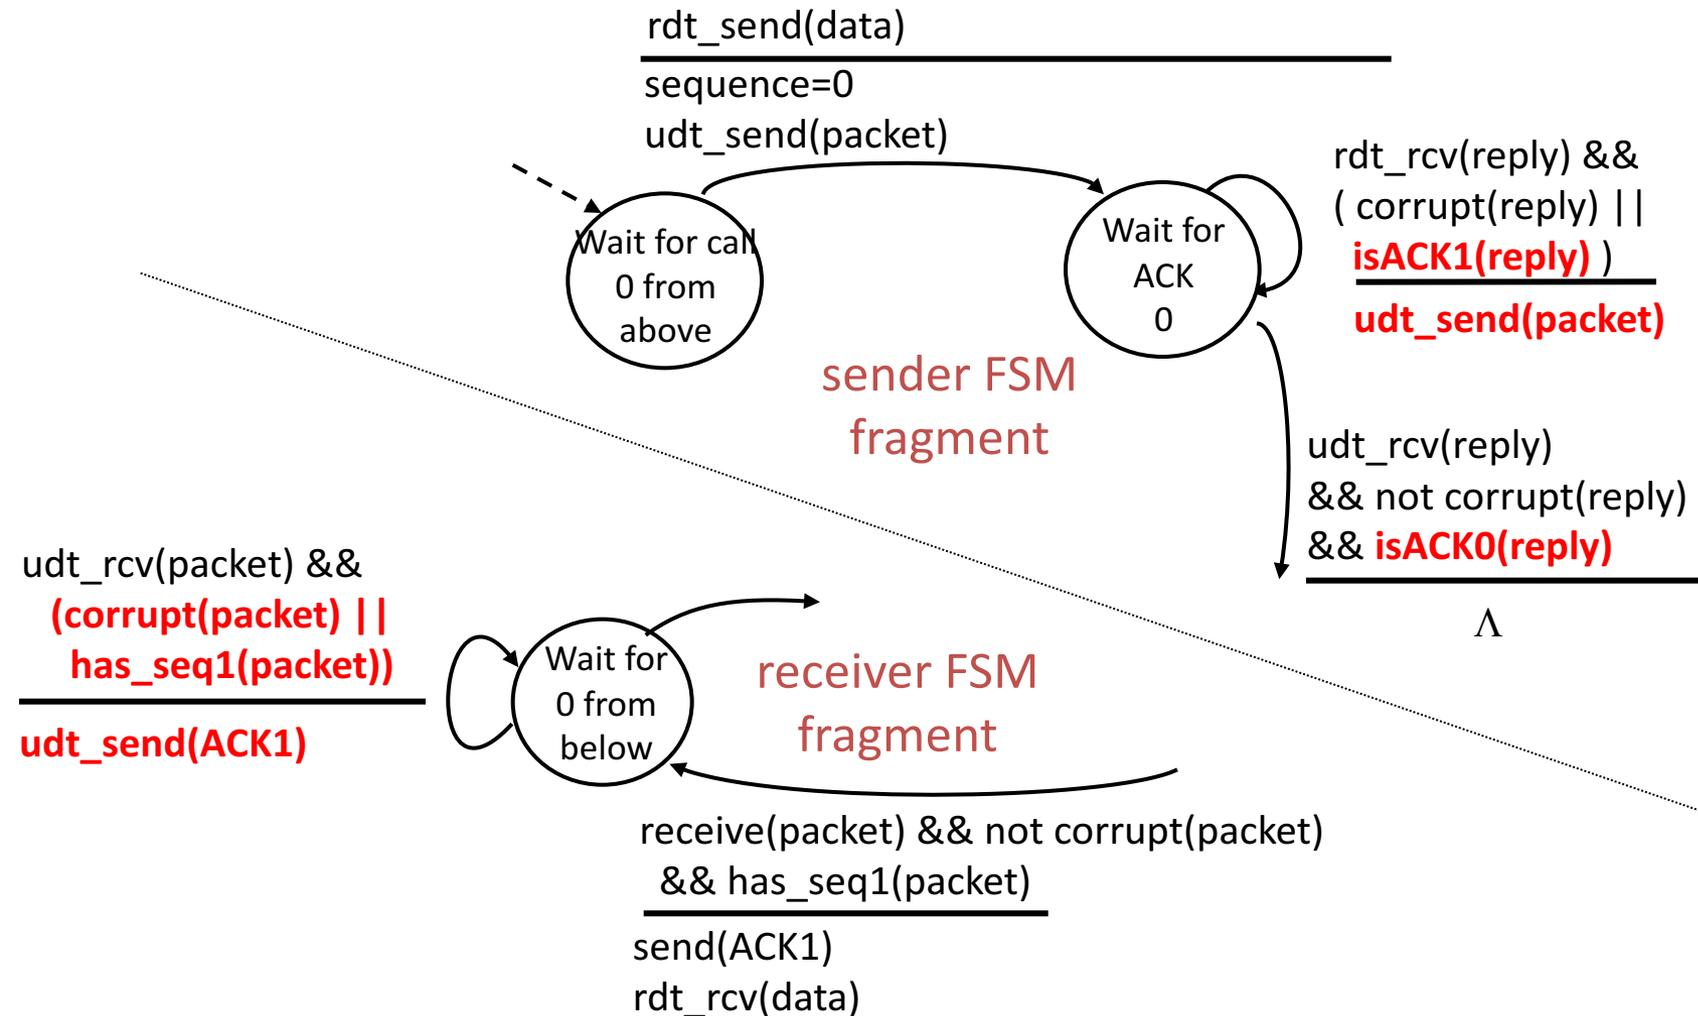 rdt_send(data)
sequence=0
udt_send(packet)
Wait for call
0 from
above
Wait for
ACK
0
rdt_rcv(reply) &&
( corrupt(reply) ||
isACK1(reply) )
udt_send(packet)
sender FSM
fragment
udt_rcv(reply)
&& not corrupt(reply)
&& isACK0(reply)
Λ
udt_rcv(packet) &&
(corrupt(packet) ||
has_seq1(packet))
udt_send(ACK1)
Wait for
0 from
below
receiver FSM
fragment
receive(packet) && not corrupt(packet)
&& has_seq1(packet)
send(ACK1)
rdt_rcv(data)